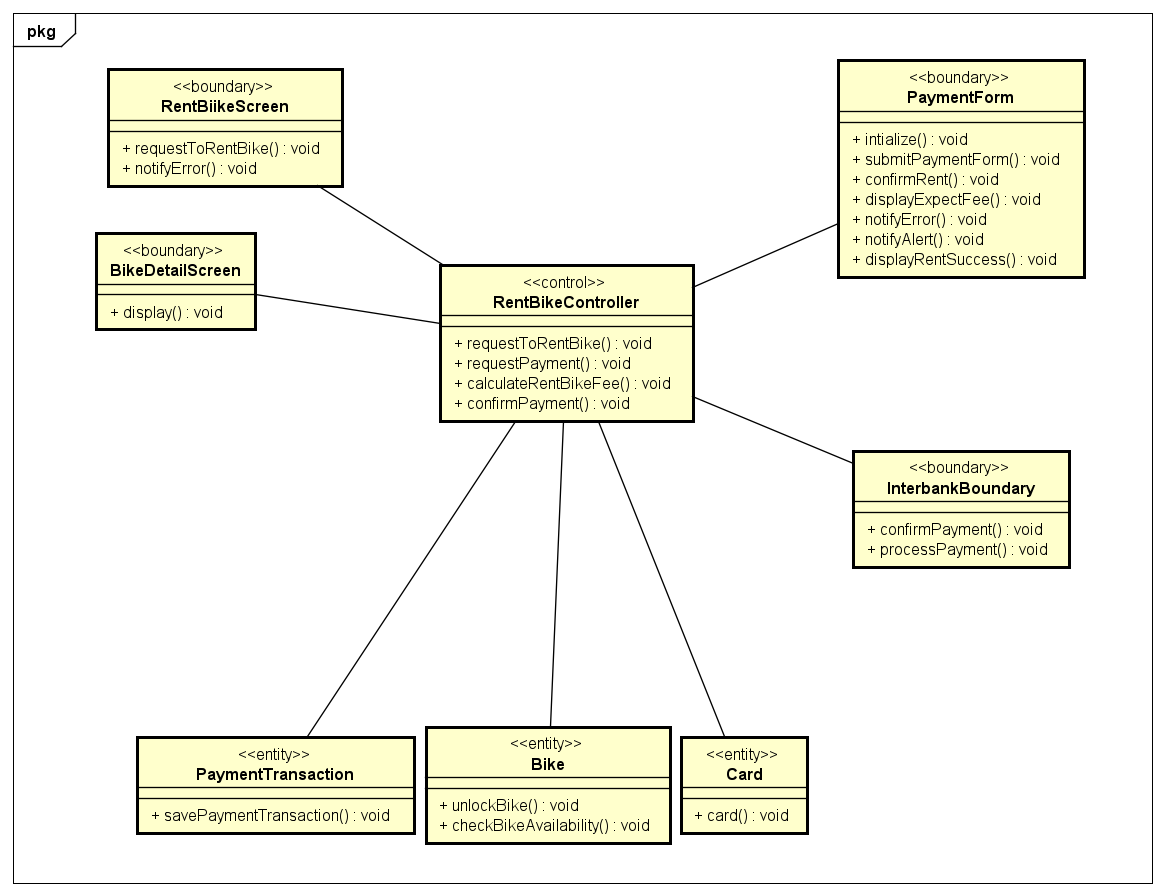 pkg
<<boundary>>
RentBiikeScreen
+ requestToRentBike() : void
+ notifyError() : void
<<boundary>>
PaymentForm
+ intialize() : void
+ submitPaymentForm() : void
+ confirmRent() : void
+ displayExpectFee() : void
+ notifyError() : void
+ notifyAlert() : void
+ displayRentSuccess() : void
<<boundary>>
BikeDetailScreen
+ display() : void
<<control>>
RentBikeController
+ requestToRentBike() : void
+ requestPayment() : void
+ calculateRentBikeFee() : void
+ confirmPayment() : void
<<boundary>>
InterbankBoundary
+ confirmPayment() : void
+ processPayment() : void
<<entity>>
PaymentTransaction
+ savePaymentTransaction() : void
<<entity>>
Bike
+ unlockBike() : void
+ checkBikeAvailability() : void
<<entity>>
Card
+ card() : void